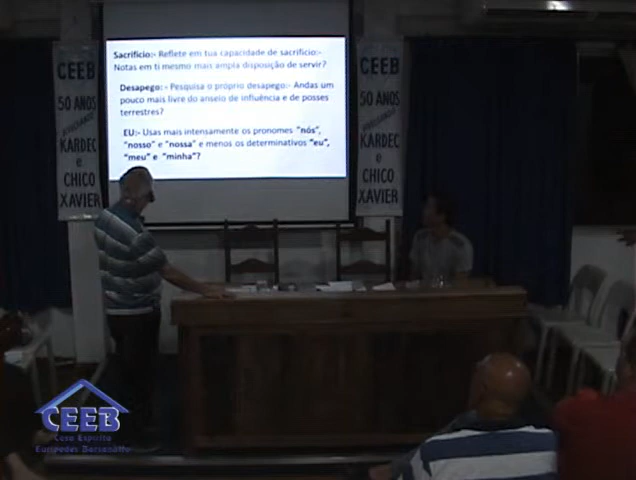 Sacrifício:- Reflete em tua capacidade de sacrifício:-
Notas em ti mesmo mais ampla disposição de servir?
Desapego:- Pesquisa o próprio desapego:- Andas um
pouco mais livre do anseio de influência e de posses
terrestres?
EU:- Usas mais intensamente os pronomes "nós",
"nosso" e "nossa" e menos os determinativos "eu",
"meu" e "minha"?
CEEB
50 ANOS
KARDEC
e
CHICO
XAVIER
CEEB
50 ANOS
KARDEC
e
CHICO
XAVIER
CEEB
Casa Espírita
Eurípedes Barsanulfo